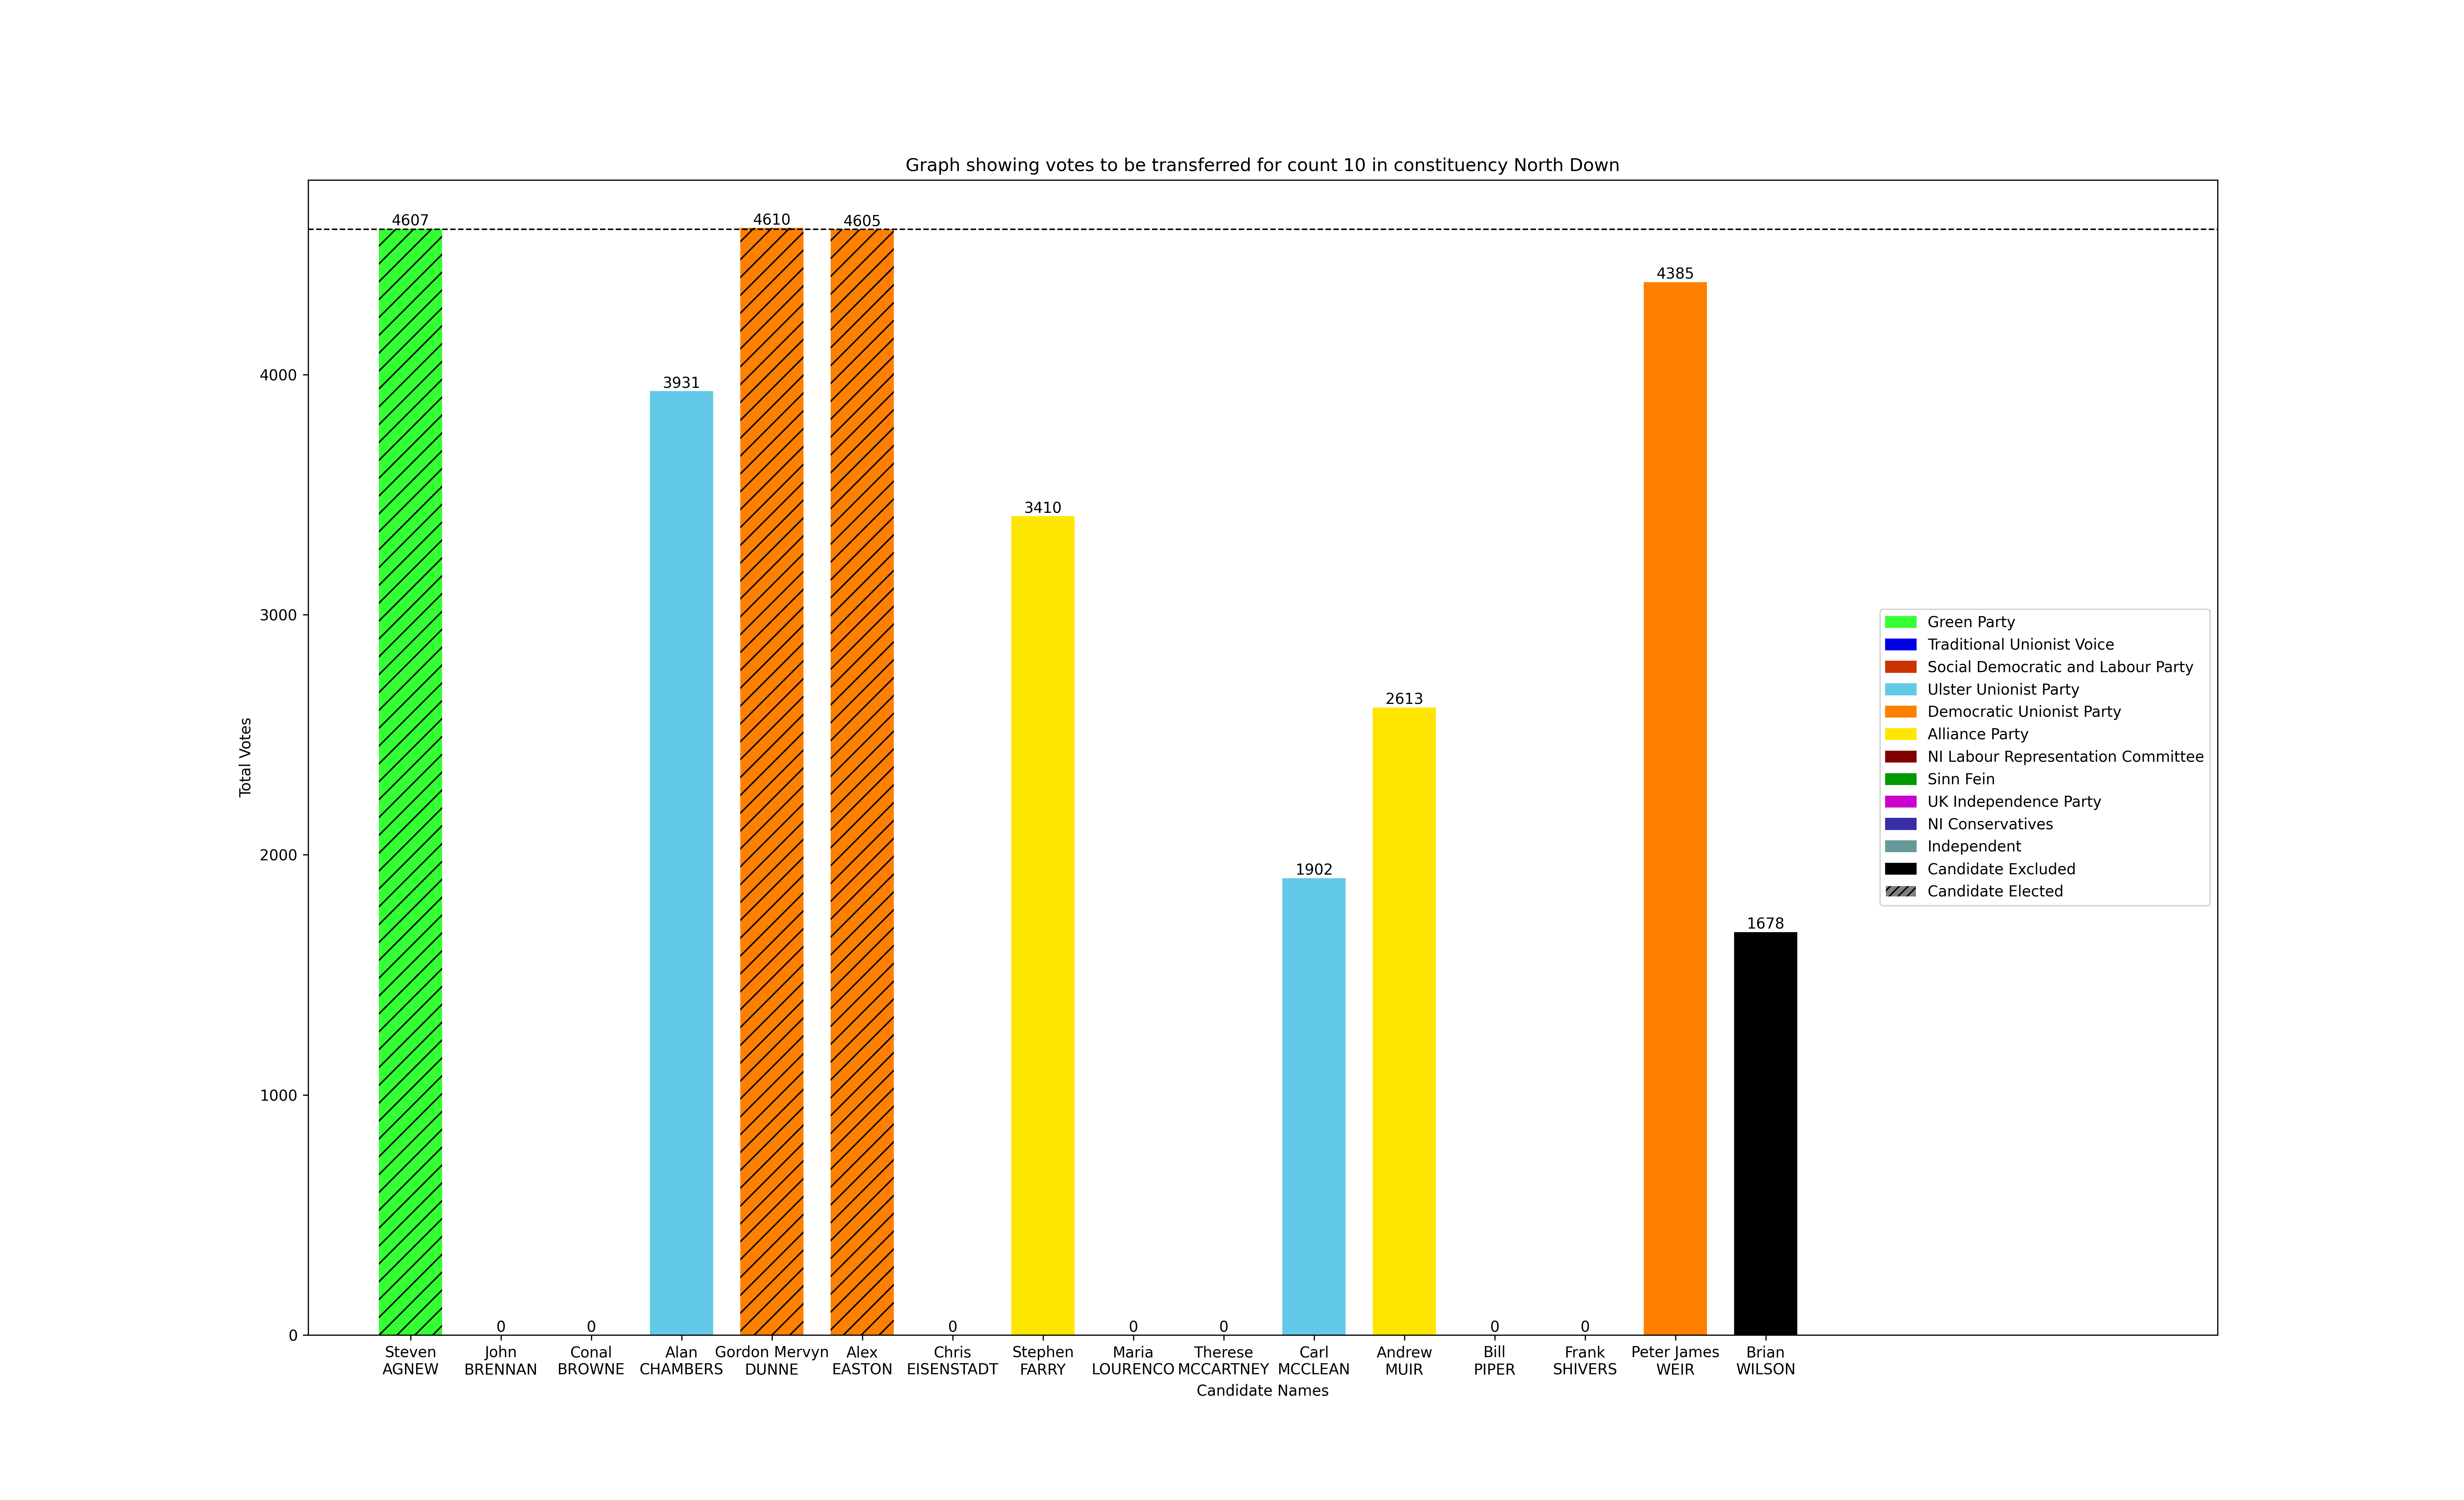 Graph showing votes to be transferred for count 10 in constituency North Down
4607
4610
4605
4385
3931
3410
2613
1902
1678
0
0
0
0
0
0
0
4000
3000
2000
1000
0
Total Votes
Green Party
Traditional Unionist Voice
Social Democratic and Labour Party
Ulster Unionist Party
Democratic Unionist Party
Alliance Party
NI Labour Representation Committee
Sinn Fein
UK Independence Party
NI Conservatives
Independent
Candidate Excluded
Candidate Elected
Steven
AGNEW
John
BRENNAN
Conal
BROWNE
Alan
CHAMBERS
Gordon Mervyn
DUNNE
Alex
EASTON
Chris
EISENSTADT
Stephen
FARRY
Maria
LOURENCO
Therese
MCCARTNEY
Carl
MCCLEAN
Andrew
MUIR
Bill
PIPER
Frank
SHIVERS
Peter James
WEIR
Brian
WILSON
Candidate Names